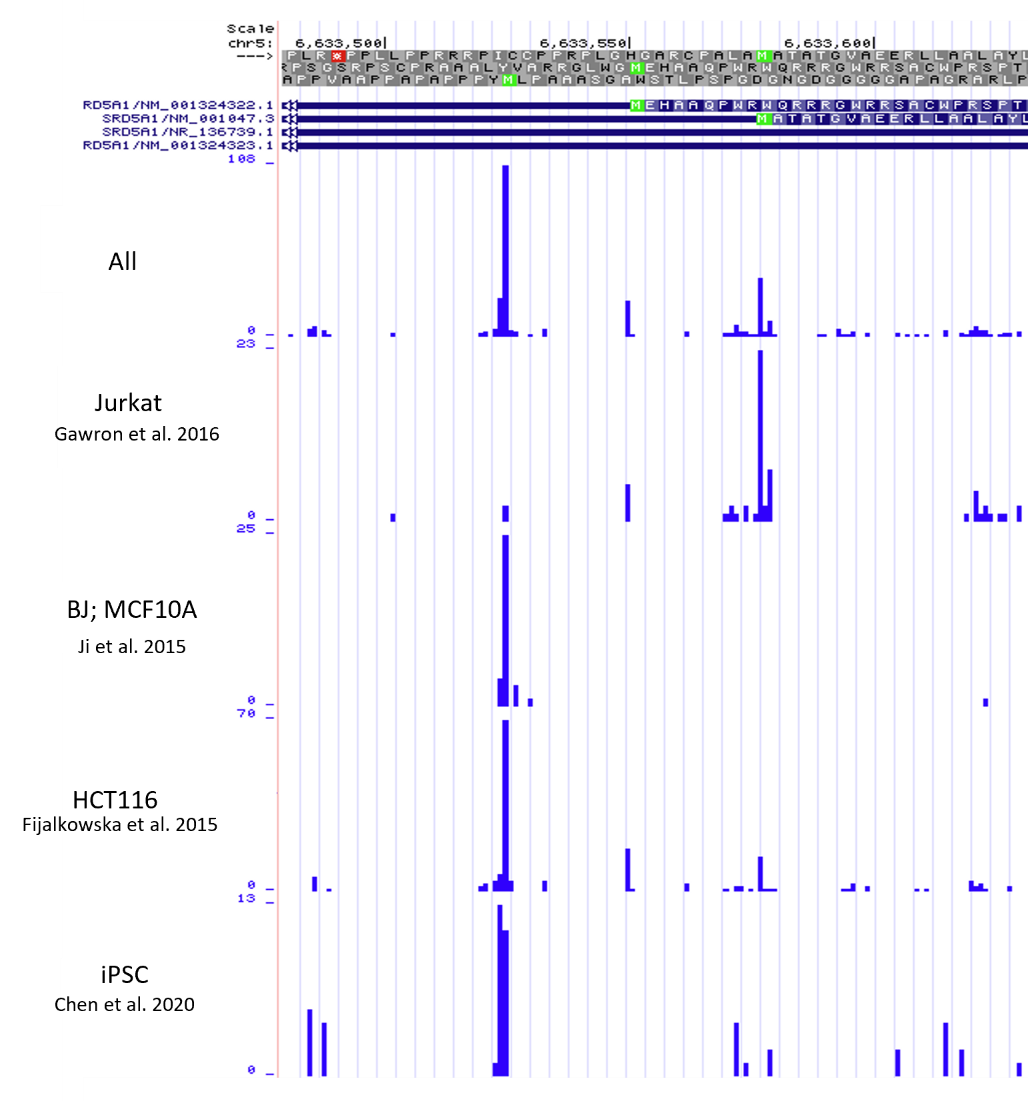 Scale
chr5: 6,633,500| 6,633,550| 6,633,600|
---> P L R * P P L L P P R R R P I C C P P R P L G H G A R C P A L A M A T A T G V A E E R L L A A L A Y L
R P S G S R P S C P R A A A L Y V A R R G L W G M E H A A Q P W R W Q R R R G W R R S A C W P R S P T
A P P V A A P P A P A P P P Y M L P A A A S G A W S T L P S P G D G N G D G G G G G A P A G R A R L P
RD5A1/NM_001324322.1 M E H A A Q P W R W Q R R R G W R R S A C W P R S P T
SRD5A1/NM_001047.3 M A T A T G V A E E R L L A A L A Y L
SRD5A1/NR_136739.1
RD5A1/NM_001324323.1
108 _
All
0 _
23 _
Jurkat
Gawron et al. 2016
0 _
25 _
BJ; MCF10A
Ji et al. 2015
0 _
70 _
HCT116
Fijalkowska et al. 2015
0 _
13 _
iPSC
Chen et al. 2020
0 _